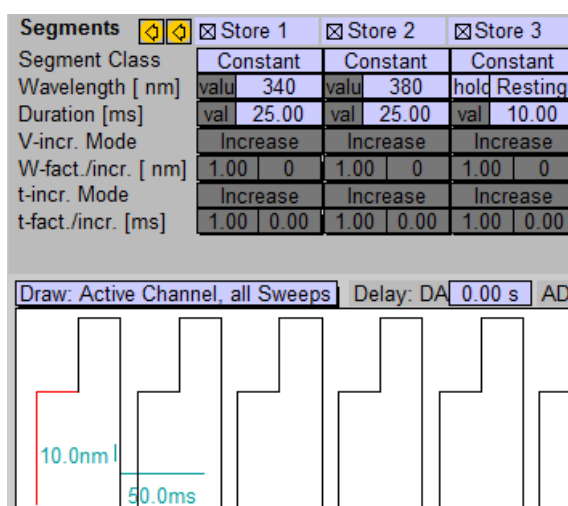 Segments Store 1 Store 2 Store 3
Segment Class Constant Constant Constant
Wavelength [ nm] valu 340 valu 380 hold Resting
Duration [ms] val 25.00 val 25.00 val 10.00
V-incr. Mode Increase Increase Increase
W-fact./incr. [ nm] 1.00 0 1.00 0 1.00 0
t-incr. Mode Increase Increase Increase
t-fact./incr. [ms] 1.00 0.00 1.00 0.00 1.00 0.00
Draw: Active Channel, all Sweeps Delay: DA 0.00 s AD
10.0nm
50.0ms